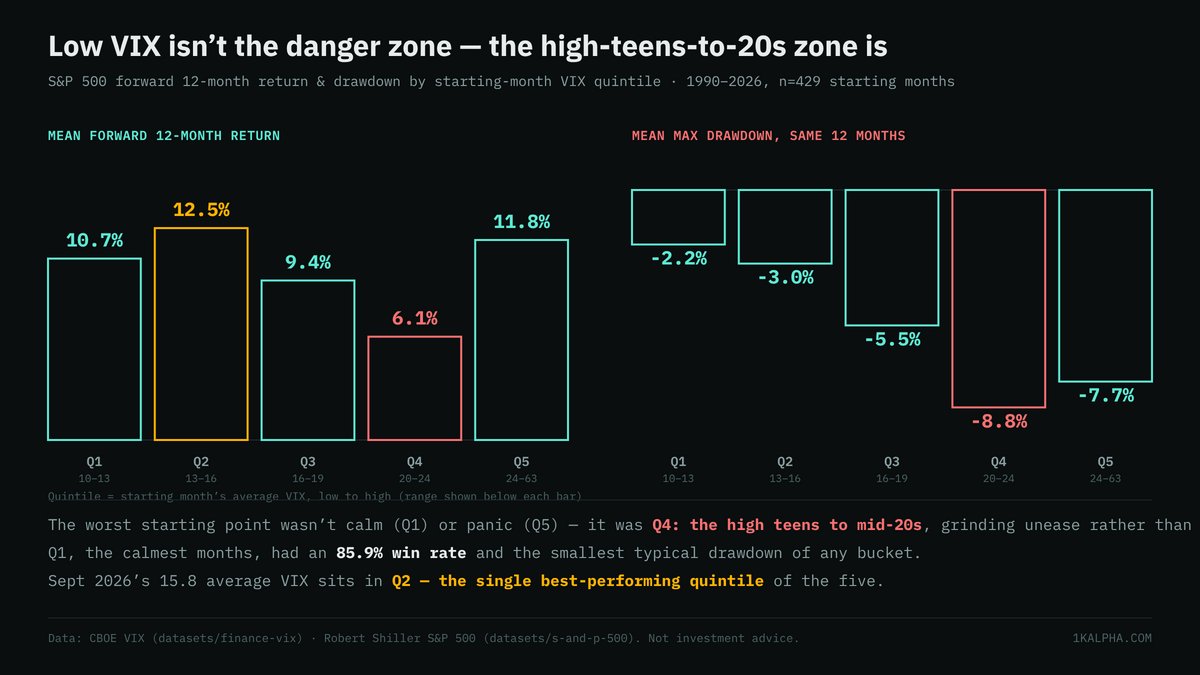 Low VIX isn’t the danger zone — the high-teens-to-20s zone is
S&P 500 forward 12-month return & drawdown by starting-month VIX quintile · 1990–2026, n=429 starting months
MEAN FORWARD 12-MONTH RETURN
10.7%
12.5%
9.4%
6.1%
11.8%
Q1
Q2
Q3
Q4
Q5
10–13
13–16
16–19
20–24
24–63
Quintile = starting month’s average VIX, low to high (range shown below each bar)
MEAN MAX DRAWDOWN, SAME 12 MONTHS
-2.2%
-3.0%
-5.5%
-8.8%
-7.7%
Q1
Q2
Q3
Q4
Q5
10–13
13–16
16–19
20–24
24–63
The worst starting point wasn’t calm (Q1) or panic (Q5) — it was Q4: the high teens to mid-20s, grinding unease rather than
Q1, the calmest months, had an 85.9% win rate and the smallest typical drawdown of any bucket.
Sept 2026’s 15.8 average VIX sits in Q2 — the single best-performing quintile of the five.
Data: CBOE VIX (datasets/finance-vix) · Robert Shiller S&P 500 (datasets/s-and-p-500). Not investment advice.
1KALPHA.COM